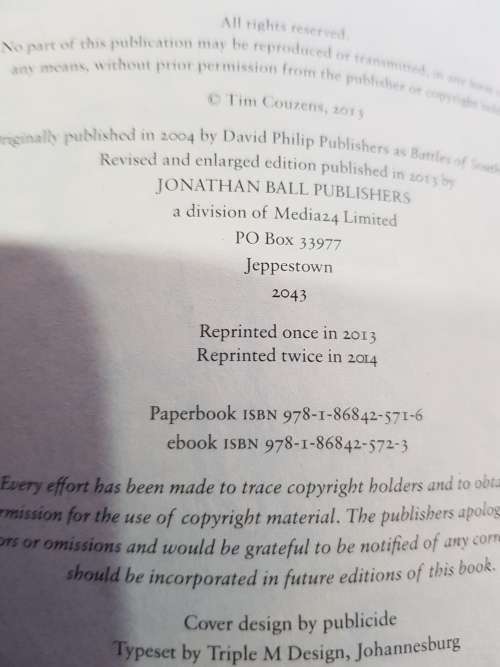 All rights reserved.
No part of this publication may be reproduced or transmitted, in any form
any means, without prior permission from the publisher or copyright
© Tim Couzens, 2013
originally published in 2004 by David Philip Publishers as Battles of South
Revised and enlarged edition published in 2013 by
JONATHAN BALL PUBLISHERS
a division of Media24 Limited
PO Box 33977
Jeppestown
2043
Reprinted once in 2013
Reprinted twice in 2014
Paperbook ISBN 978-1-86842-571-6
ebook ISBN 978-1-86842-572-3
Every effort has been made to trace copyright holders and to obta
rmission for the use of copyright material. The publishers apolog
ors or omissions and would be grateful to be notified of any corre
should be incorporated in future editions of this book.
Cover design by publicide
Typeset by Triple M Design, Johannesburg